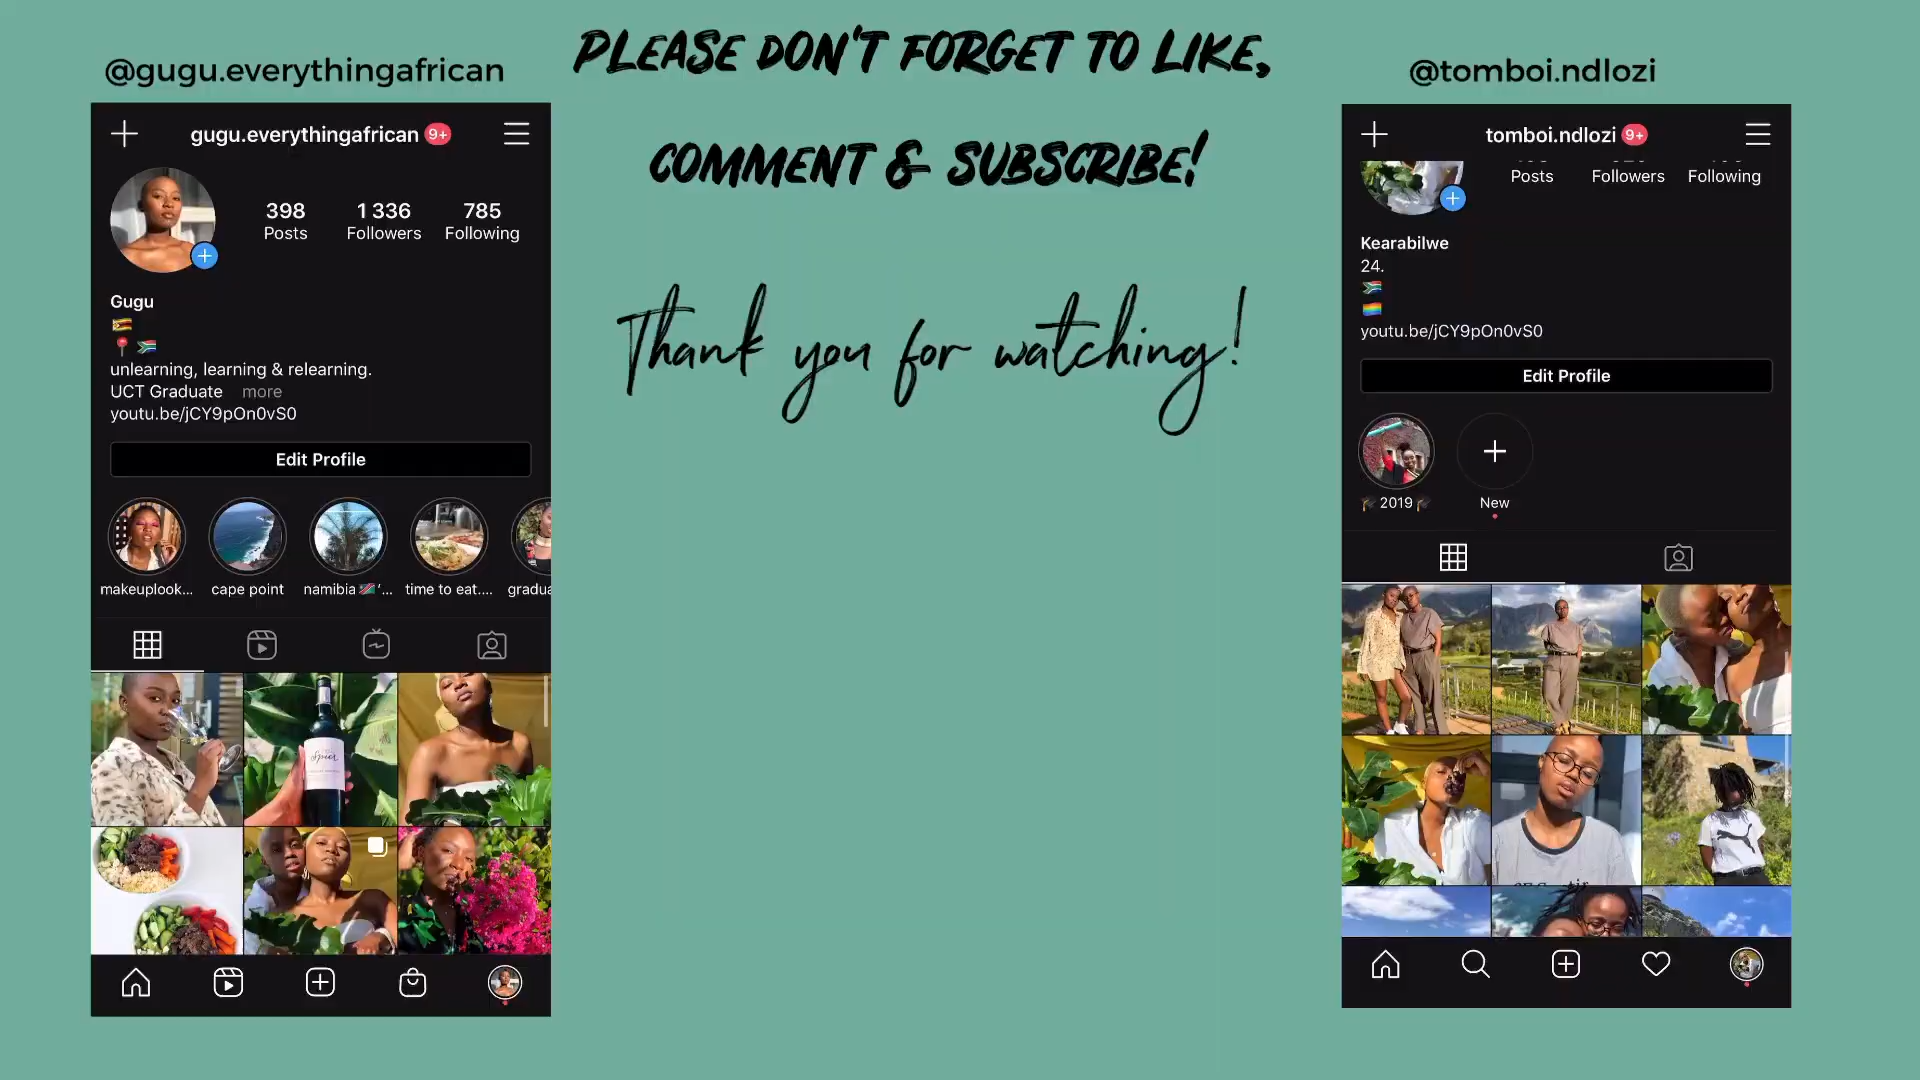 @gugu.everythingafrican
gugu.everythingafrican 9+
398 1 336 785
Posts Followers Following
Gugu
unlearning, learning & relearning.
UCT Graduate more
youtu.be/jCY9pOn0vS0
Edit Profile
makeuplook... cape point namibia '... time to eat.... gradua
Spier
PLEASE DON'T FORGET TO LIKE,
COMMENT & SUBSCRIBE!
Thank you for watching!
@tomboi.ndlozi
tomboi.ndlozi 9+
Posts Followers Following
Kearabilwe
24.
youtu.be/jCY9pOn0vS0
Edit Profile
2019 New